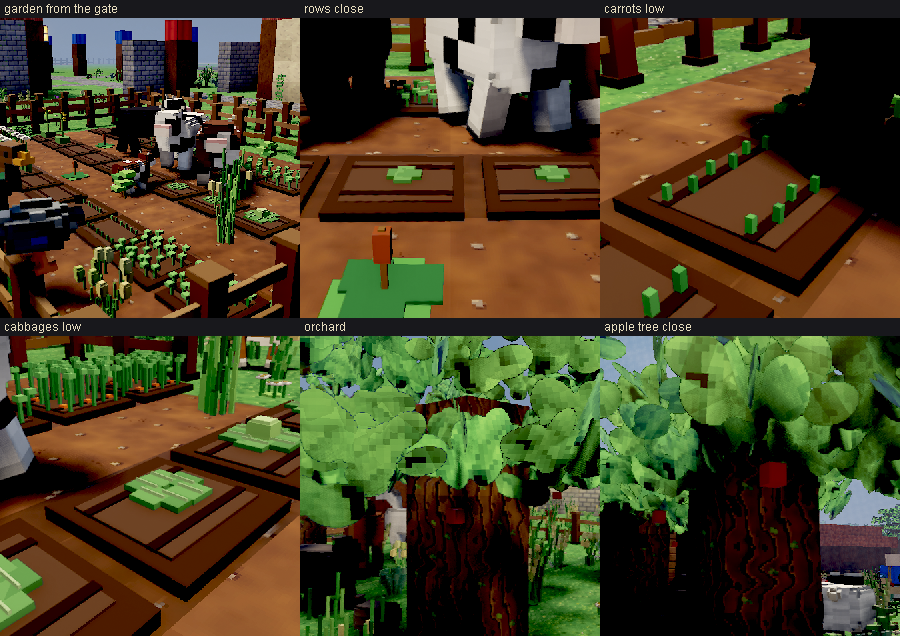 garden from the gate
rows close
carrots low
cabbages low
orchard
apple tree close